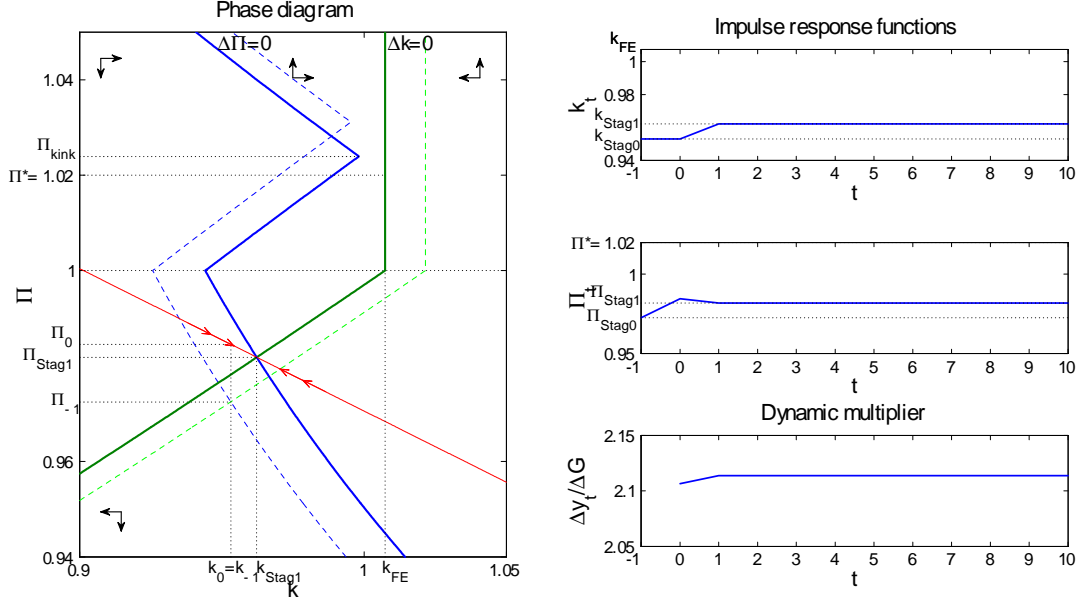 Phase diagram
ΔΠ=0
Δk=0
1.04
Π_kink
Π*= 1.02
1
Π
Π_0
Π_Stag1
Π_-1
0.96
0.94
0.9
k_0=k_-1
k_Stag1
k
1
k_FE
1.05
Impulse response functions
k_FE
1
0.98
k_t
k_Stag1
k_Stag0
0.94
-1 0 1 2 3 4 5 6 7 8 9 10
t
Π*= 1.02
1
Π_t
Π_Stag1
Π_Stag0
0.95
-1 0 1 2 3 4 5 6 7 8 9 10
t
Dynamic multiplier
2.15
2.1
2.05
Δy_t/ΔG
-1 0 1 2 3 4 5 6 7 8 9 10
t